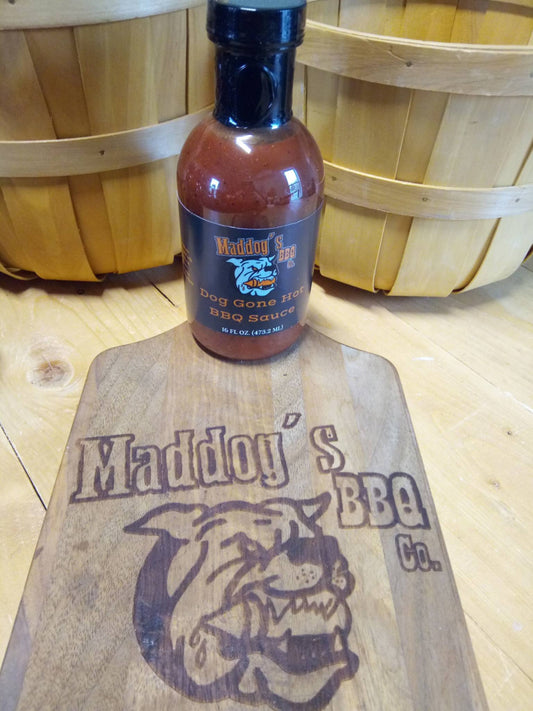 Maddog´s
BBQ
Co.
Dog Gone Hot
BBQ Sauce
16 FL OZ. (473.2 ML)
Maddog´s
BBQ
Co.